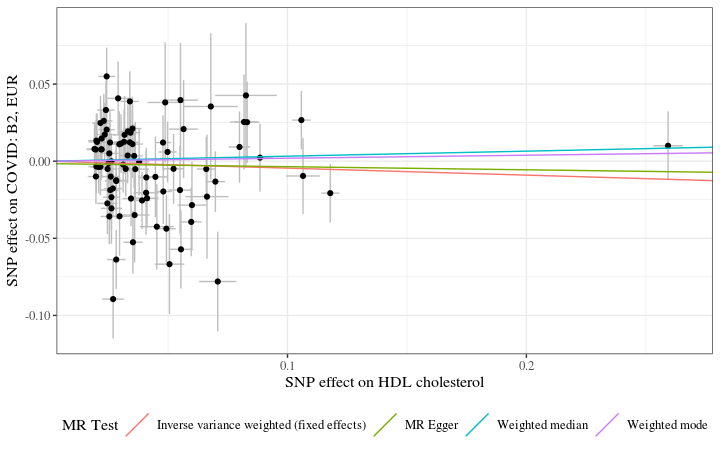 SNP effect on COVID: B2, EUR
0.05
0.00
-0.05
-0.10
0.1
0.2
SNP effect on HDL cholesterol
MR Test
Inverse variance weighted (fixed effects)
MR Egger
Weighted median
Weighted mode